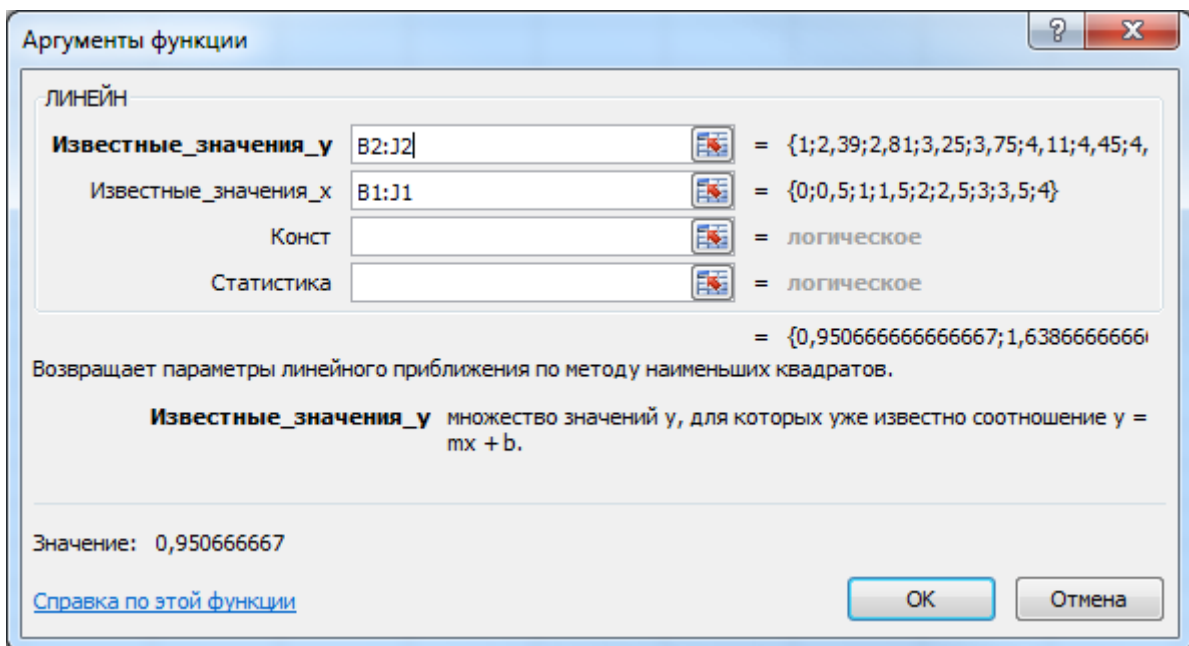 Аргументы функции
ЛИНЕЙН
Известные_значения_y B2:J2 = {1;2,39;2,81;3,25;3,75;4,11;4,45;4,
Известные_значения_x B1:J1 = {0;0,5;1;1,5;2;2,5;3;3,5;4}
Конст = логическое
Статистика = логическое
= {0,950666666666667;1,6386666666
Возвращает параметры линейного приближения по методу наименьших квадратов.
Известные_значения_y множество значений y, для которых уже известно соотношение y =
mx + b.
Значение: 0,950666667
Справка по этой функции OK Отмена